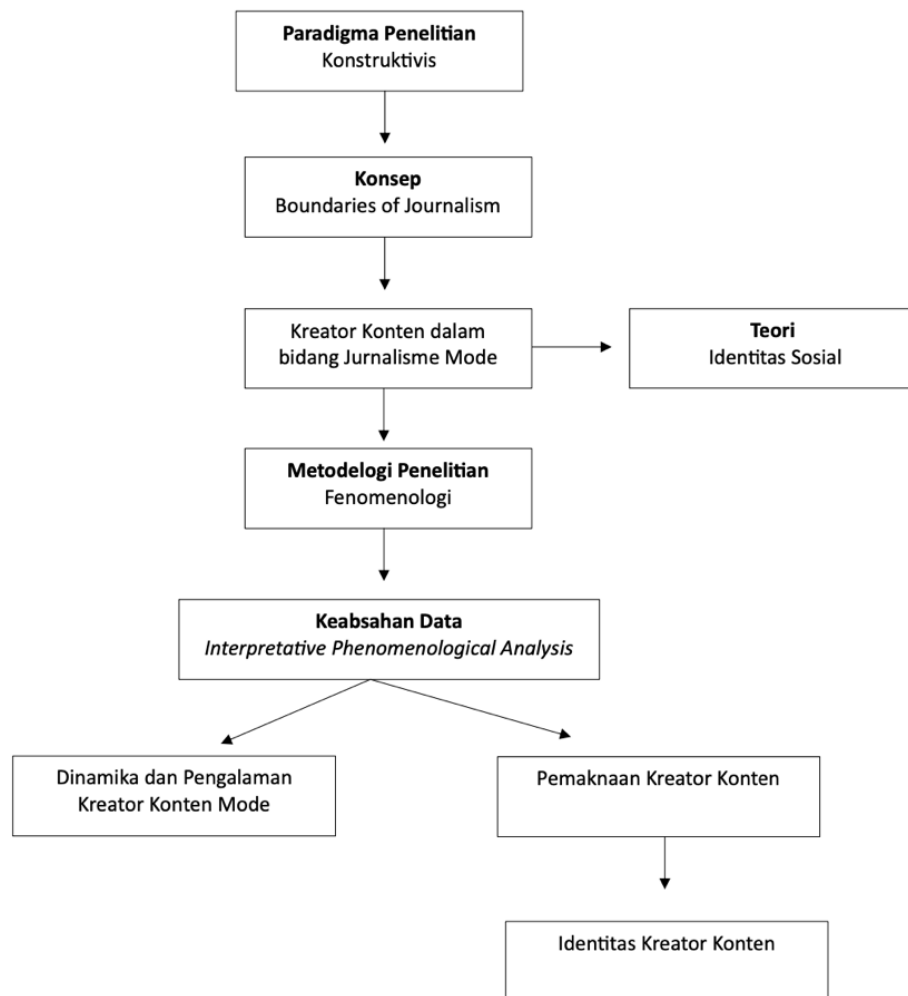 Paradigma Penelitian
Konstruktivis
Konsep
Boundaries of Journalism
Kreator Konten dalam
bidang Jurnalisme Mode
Teori
Identitas Sosial
Metodelogi Penelitian
Fenomenologi
Keabsahan Data
Interpretative Phenomenological Analysis
Dinamika dan Pengalaman
Kreator Konten Mode
Pemaknaan Kreator Konten
Identitas Kreator Konten